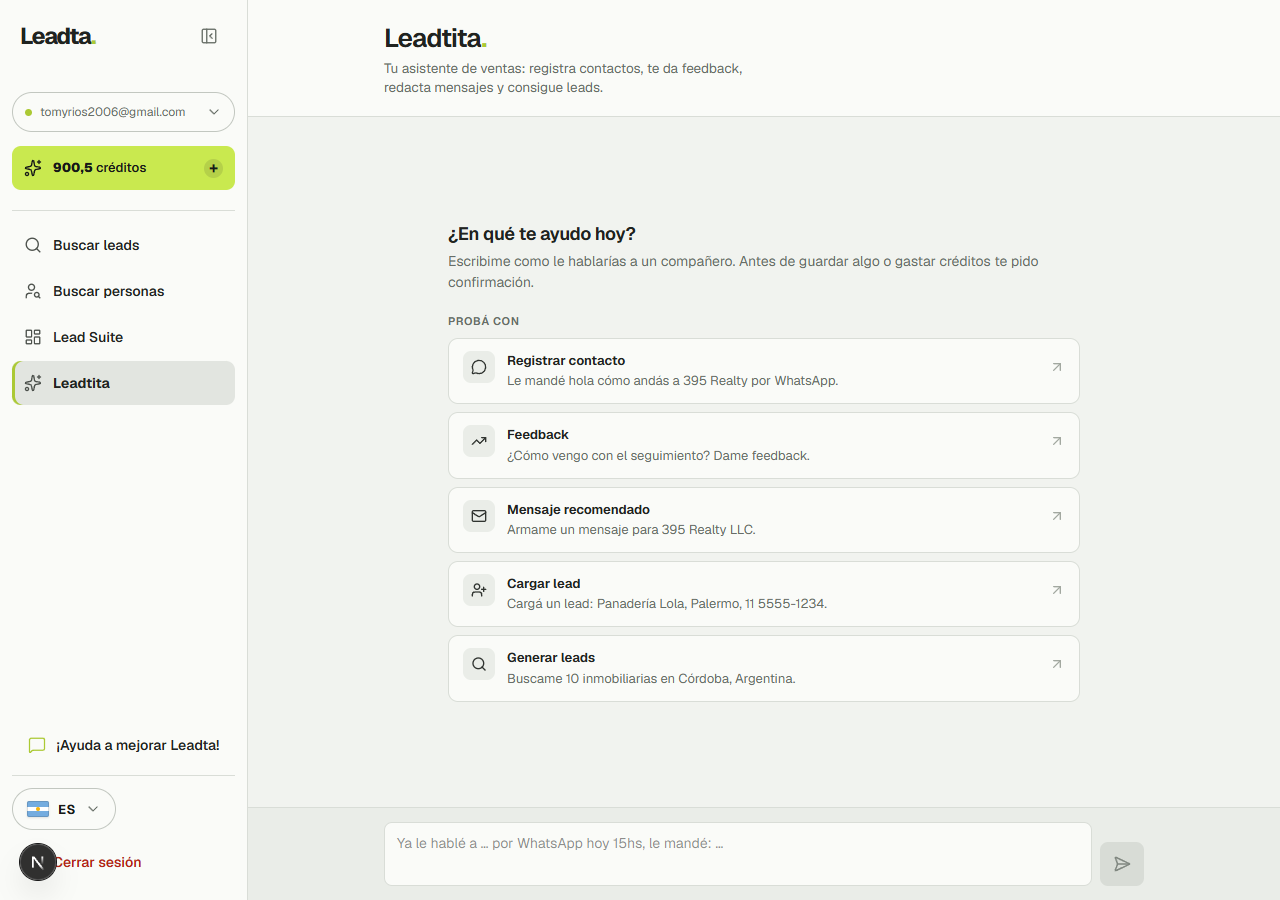 Leadta.
tomyrios2006@gmail.com
900,5 créditos
+
Buscar leads
Buscar personas
Lead Suite
Leadtita
¡Ayuda a mejorar Leadta!
ES
N
Cerrar sesión
Leadtita.
Tu asistente de ventas: registra contactos, te da feedback,
redacta mensajes y consigue leads.
¿En qué te ayudo hoy?
Escribime como le hablarías a un compañero. Antes de guardar algo o gastar créditos te pido
confirmación.
PROBÁ CON
Registrar contacto
Le mandé hola cómo andás a 395 Realty por WhatsApp.
Feedback
¿Cómo vengo con el seguimiento? Dame feedback.
Mensaje recomendado
Armame un mensaje para 395 Realty LLC.
Cargar lead
Cargá un lead: Panadería Lola, Palermo, 11 5555-1234.
Generar leads
Buscame 10 inmobiliarias en Córdoba, Argentina.
Ya le hablé a … por WhatsApp hoy 15hs, le mandé: …